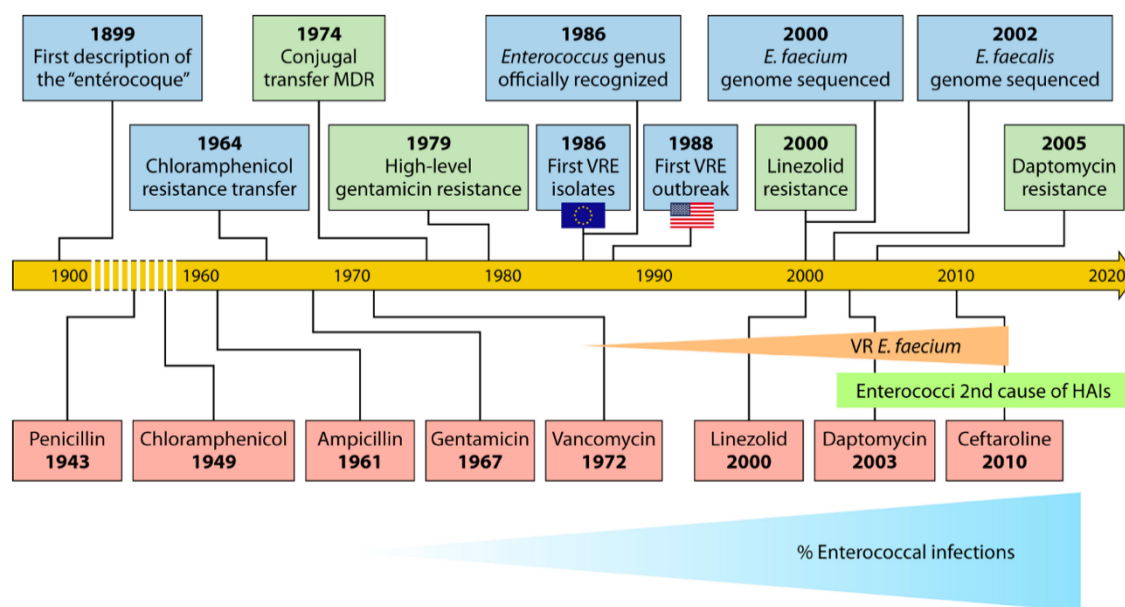 1899
First description of
the “entérocoque”
1974
Conjugal
transfer MDR
1986
Enterococcus genus
officially recognized
2000
E. faecium
genome sequenced
2002
E. faecalis
genome sequenced
1964
Chloramphenicol
resistance transfer
1979
High-level
gentamicin resistance
1986
First VRE
isolates
1988
First VRE
outbreak
2000
Linezolid
resistance
2005
Daptomycin
resistance
1900 1960 1970 1980 1990 2000 2010 2020
VR E. faecium
Enterococci 2nd cause of HAIs
Penicillin
1943
Chloramphenicol
1949
Ampicillin
1961
Gentamicin
1967
Vancomycin
1972
Linezolid
2000
Daptomycin
2003
Ceftaroline
2010
% Enterococcal infections